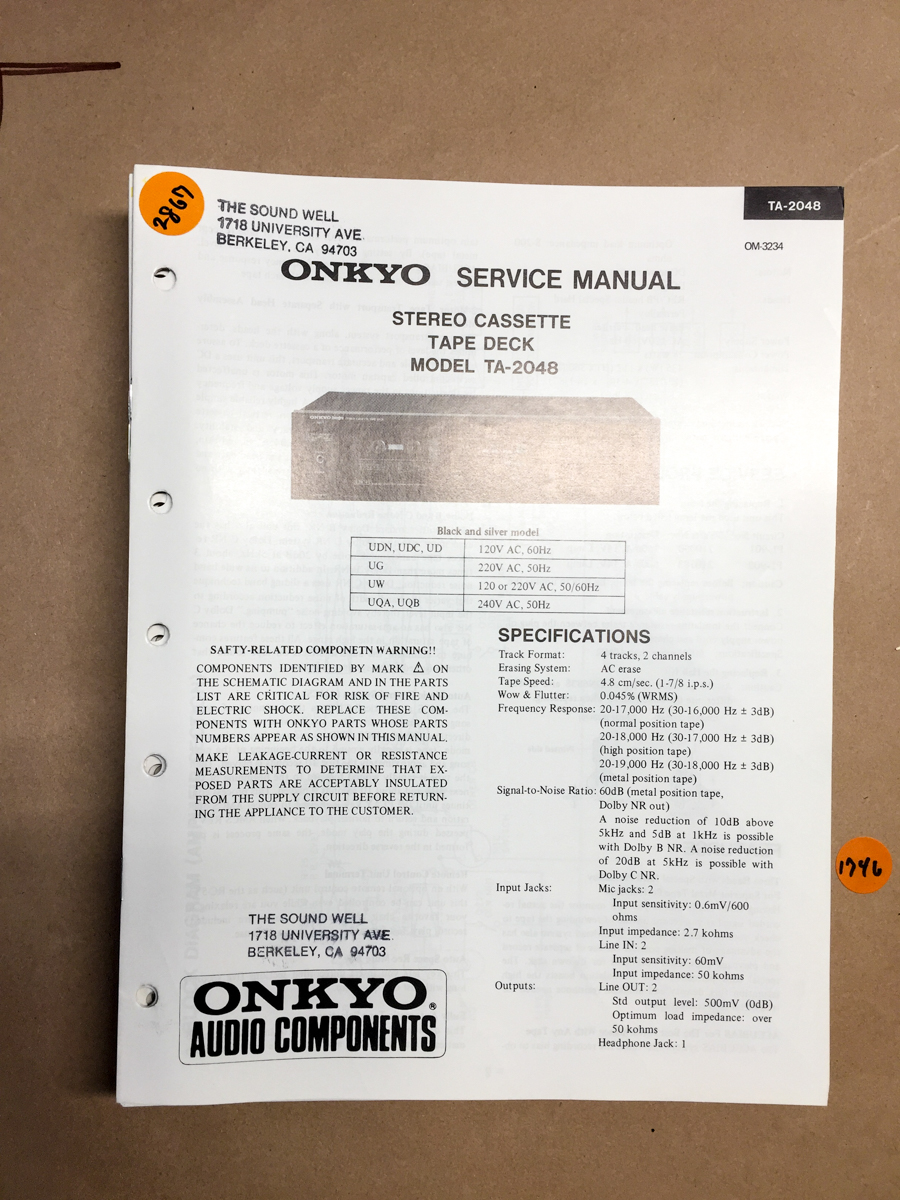 2867
THE SOUND WELL
1718 UNIVERSITY AVE.
BERKELEY, CA 94703
TA-2048
OM-3234
ONKYO SERVICE MANUAL
STEREO CASSETTE
TAPE DECK
MODEL TA-2048
ONKYO
Black and silver model
UDN, UDC, UD 120V AC, 60Hz
UG 220V AC, 50Hz
UW 120 or 220V AC, 50/60Hz
UQA, UQB 240V AC, 50Hz
SAFTY-RELATED COMPONETN WARNING!!
COMPONENTS IDENTIFIED BY MARK ⚠ ON
THE SCHEMATIC DIAGRAM AND IN THE PARTS
LIST ARE CRITICAL FOR RISK OF FIRE AND
ELECTRIC SHOCK. REPLACE THESE COM-
PONENTS WITH ONKYO PARTS WHOSE PARTS
NUMBERS APPEAR AS SHOWN IN THIS MANUAL.
MAKE LEAKAGE-CURRENT OR RESISTANCE
MEASUREMENTS TO DETERMINE THAT EX-
POSED PARTS ARE ACCEPTABLY INSULATED
FROM THE SUPPLY CIRCUIT BEFORE RETURN-
ING THE APPLIANCE TO THE CUSTOMER.
SPECIFICATIONS
Track Format: 4 tracks, 2 channels
Erasing System: AC erase
Tape Speed: 4.8 cm/sec. (1-7/8 i.p.s.)
Wow & Flutter: 0.045% (WRMS)
Frequency Response: 20-17,000 Hz (30-16,000 Hz ± 3dB)
(normal position tape)
20-18,000 Hz (30-17,000 Hz ± 3dB)
(high position tape)
20-19,000 Hz (30-18,000 Hz ± 3dB)
(metal position tape)
Signal-to-Noise Ratio: 60dB (metal position tape,
Dolby NR out)
A noise reduction of 10dB above
5kHz and 5dB at 1kHz is possible
with Dolby B NR. A noise reduction
of 20dB at 5kHz is possible with
Dolby C NR.
Input Jacks: Mic jacks: 2
Input sensitivity: 0.6mV/600
ohms
Input impedance: 2.7 kohms
Line IN: 2
Input sensitivity: 60mV
Input impedance: 50 kohms
Outputs: Line OUT: 2
Std output level: 500mV (0dB)
Optimum load impedance: over
50 kohms
Headphone Jack: 1
1746
THE SOUND WELL
1718 UNIVERSITY AVE.
BERKELEY, CA 94703
ONKYO®
AUDIO COMPONENTS